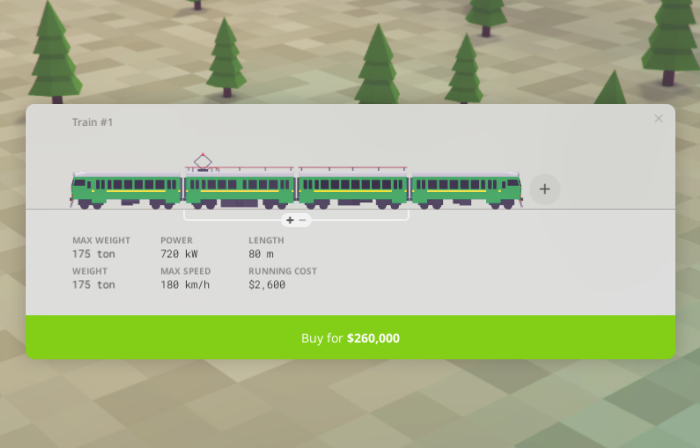 Train #1
MAX WEIGHT POWER LENGTH
175 ton 720 kW 80 m
WEIGHT MAX SPEED RUNNING COST
175 ton 180 km/h $2,600
Buy for $260,000